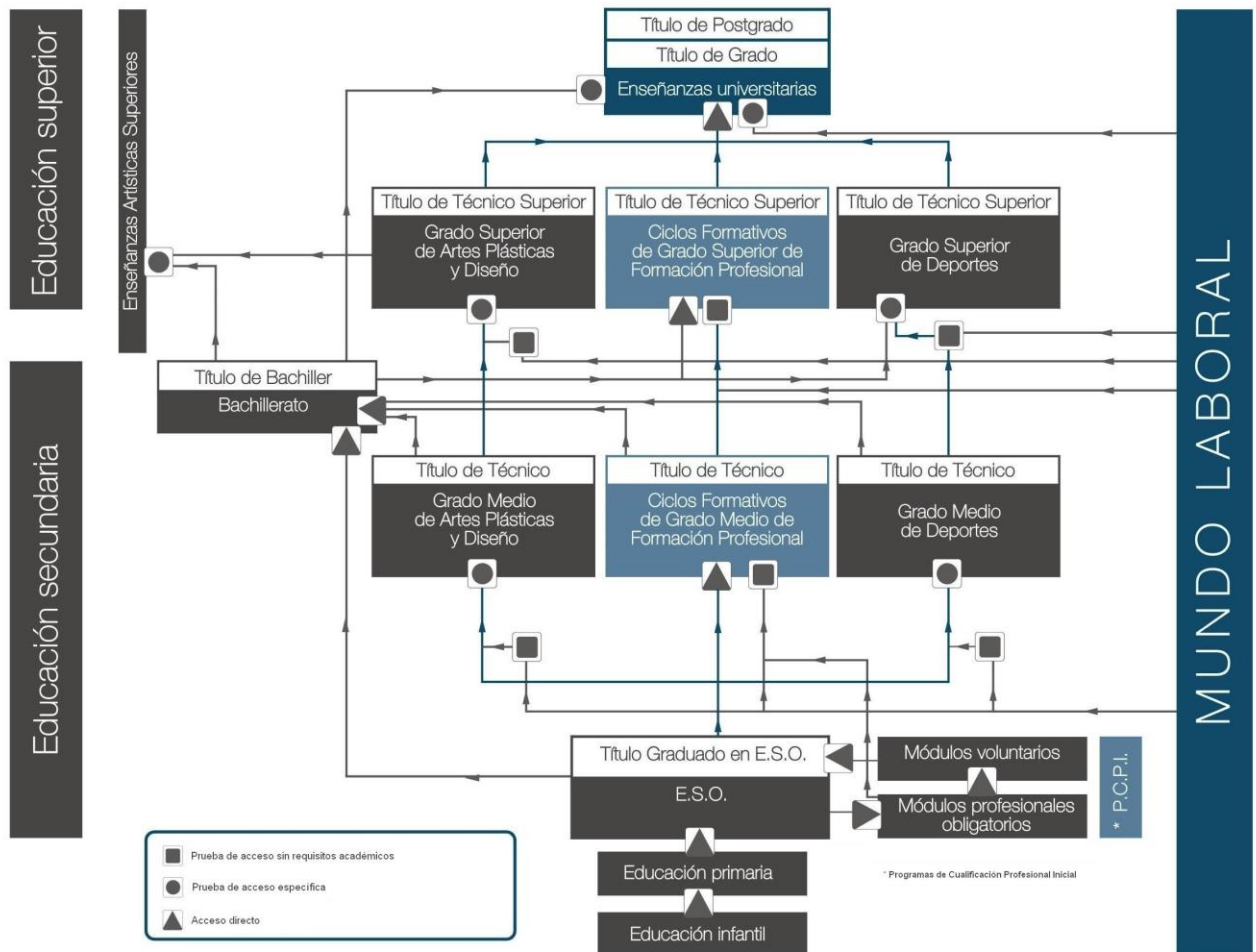 Educación superior
Enseñanzas Artísticas Superiores
Título de Postgrado
Título de Grado
Enseñanzas universitarias
Título de Técnico Superior
Grado Superior
de Artes Plásticas
y Diseño
Título de Técnico Superior
Ciclos Formativos
de Grado Superior de
Formación Profesional
Título de Técnico Superior
Grado Superior
de Deportes
MUNDO LABORAL
Educación secundaria
Título de Bachiller
Bachillerato
Título de Técnico
Grado Medio
de Artes Plásticas
y Diseño
Título de Técnico
Ciclos Formativos
de Grado Medio de
Formación Profesional
Título de Técnico
Grado Medio
de Deportes
Título Graduado en E.S.O.
E.S.O.
Módulos voluntarios
Módulos profesionales
obligatorios
* P.C.P.I.
Educación primaria
Educación infantil
* Programas de Cualificación Profesional Inicial
Prueba de acceso sin requisitos académicos
Prueba de acceso específica
Acceso directo